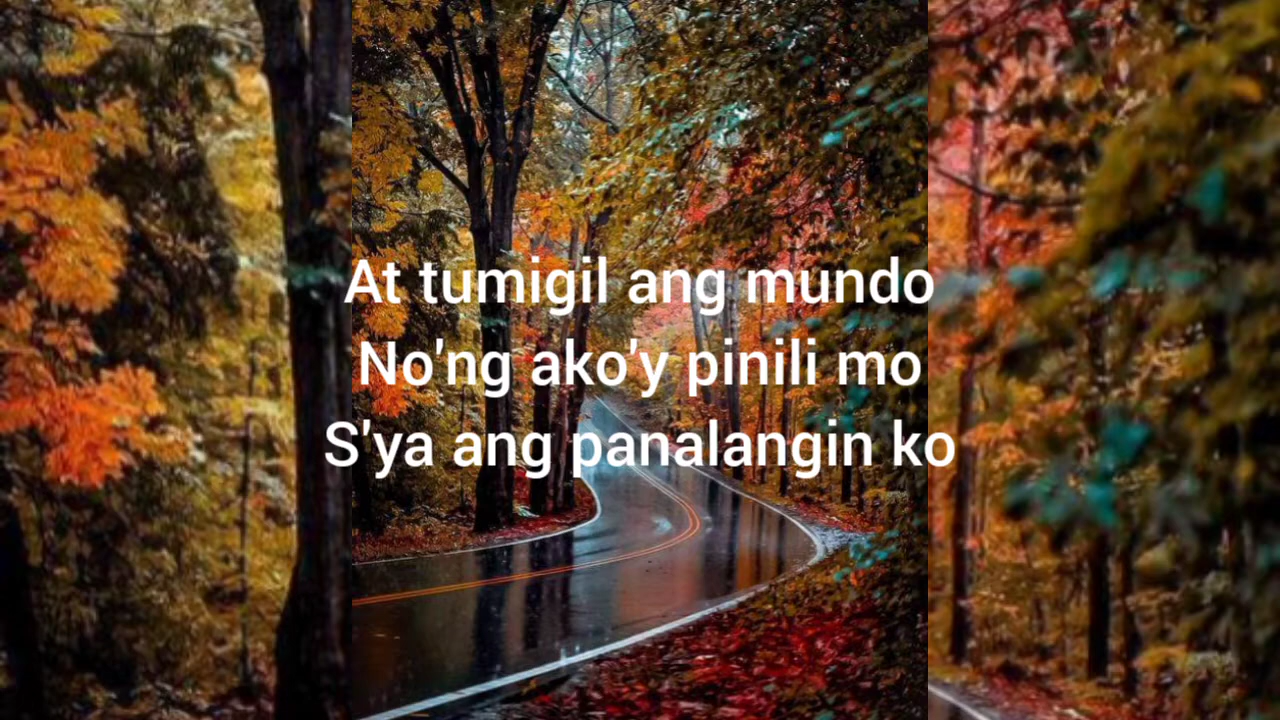 At tumigil ang mundo
No'ng ako'y pinili mo
S'ya ang panalangin ko